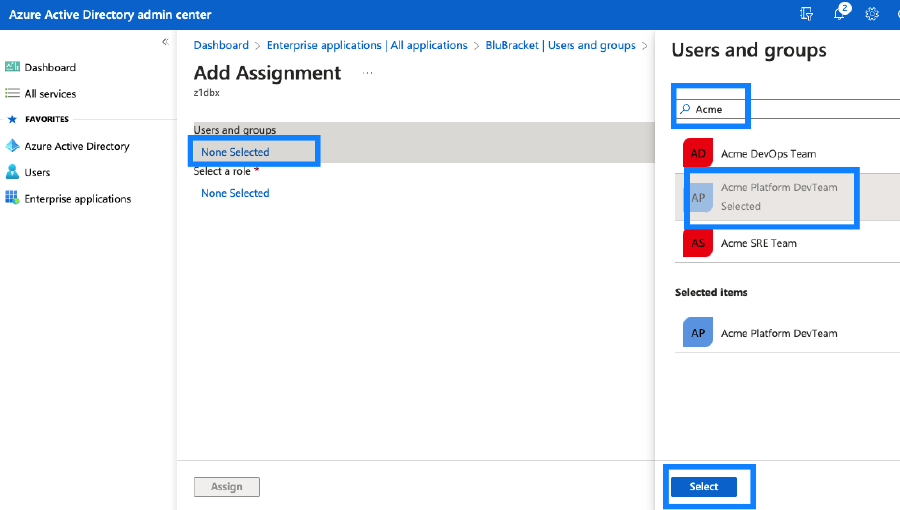 Azure Active Directory admin center
2
«
Dashboard
All services
FAVORITES
Azure Active Directory
Users
Enterprise applications
Dashboard > Enterprise applications | All applications > BluBracket | Users and groups >
Add Assignment ...
z1dbx
Users and groups
None Selected
Select a role *
None Selected
Assign
Users and groups
Acme
AD Acme DevOps Team
AP Acme Platform DevTeam
Selected
AS Acme SRE Team
Selected items
AP Acme Platform DevTeam
Select